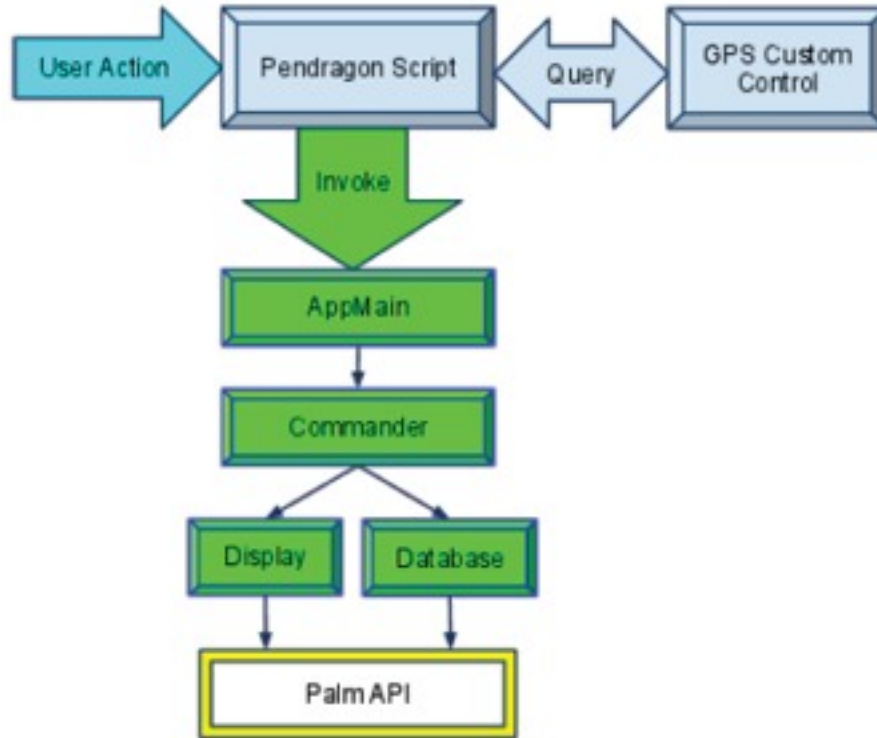 User Action
Pendragon Script
Query
GPS Custom
Control
Invoke
AppMain
Commander
Display
Database
Palm API